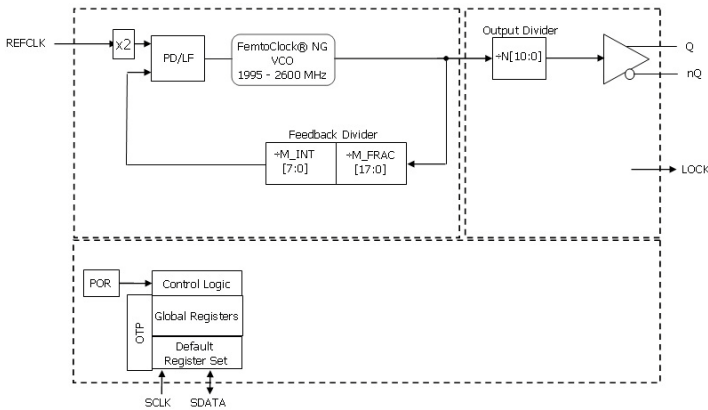 REFCLK
x2
PD/LF
FemtoClock® NG
VCO
1995 - 2600 MHz
Output Divider
÷N[10:0]
Q
nQ
Feedback Divider
÷M_INT
[7:0]
÷M_FRAC
[17:0]
LOCK
POR
Control Logic
OTP
Global Registers
Default
Register Set
SCLK
SDATA